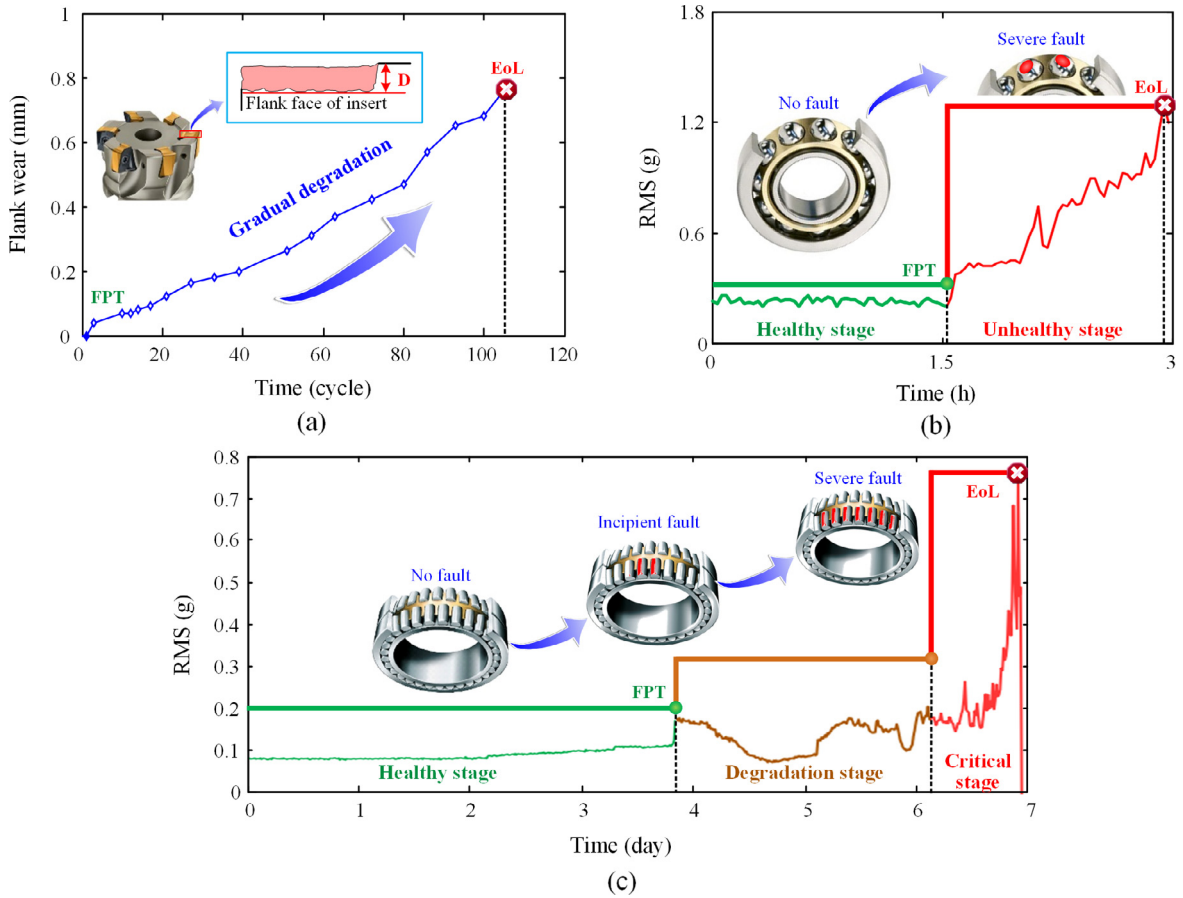 1
0.8
0.6
0.4
0.2
0
Flank wear (mm)
D
Flank face of insert
EoL
Gradual degradation
FPT
0 20 40 60 80 100 120
Time (cycle)
(a)
1.8
1.2
0.6
0
RMS (g)
Severe fault
No fault
EoL
FPT
Healthy stage
Unhealthy stage
0 1.5 3
Time (h)
(b)
0.8
0.7
0.6
0.5
0.4
0.3
0.2
0.1
0
RMS (g)
Severe fault
EoL
Incipient fault
No fault
FPT
Healthy stage
Degradation stage
Critical
stage
0 1 2 3 4 5 6 7
Time (day)
(c)